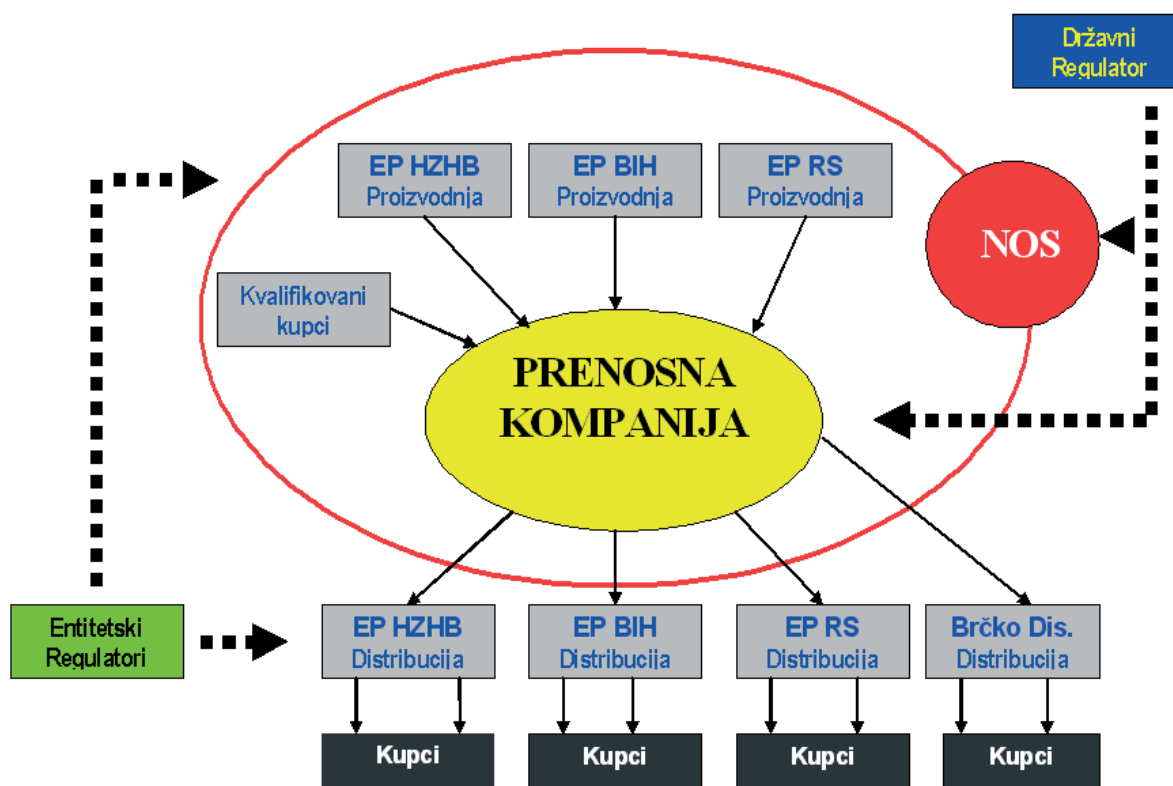 Državni
Regulator
EP HZHB
Proizvodnja
EP BIH
Proizvodnja
EP RS
Proizvodnja
NOS
Kvalifikovani
kupci
PRENOSNA
KOMPANIJA
Entitetski
Regulatori
EP HZHB
Distribucija
EP BIH
Distribucija
EP RS
Distribucija
Brčko Dis.
Distribucija
Kupci
Kupci
Kupci
Kupci